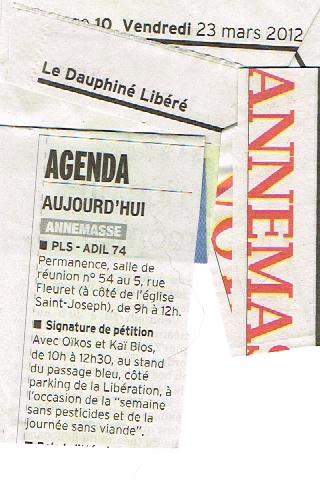 10 Vendredi 23 mars 2012
Le Dauphiné Libéré
ANNEMAS
AGENDA
AUJOURD'HUI
ANNEMASSE
■ PLS - ADIL 74
Permanence, salle de
réunion n° 54 au 5, rue
Fleuret (à côté de l'église
Saint-Joseph), de 9h à 12h.
■ Signature de pétition
Avec Oïkos et Kaï Bios,
de 10h à 12h30, au stand
du passage bleu, côté
parking de la Libération, à
l'occasion de la "semaine
sans pesticides et de la
journée sans viande".